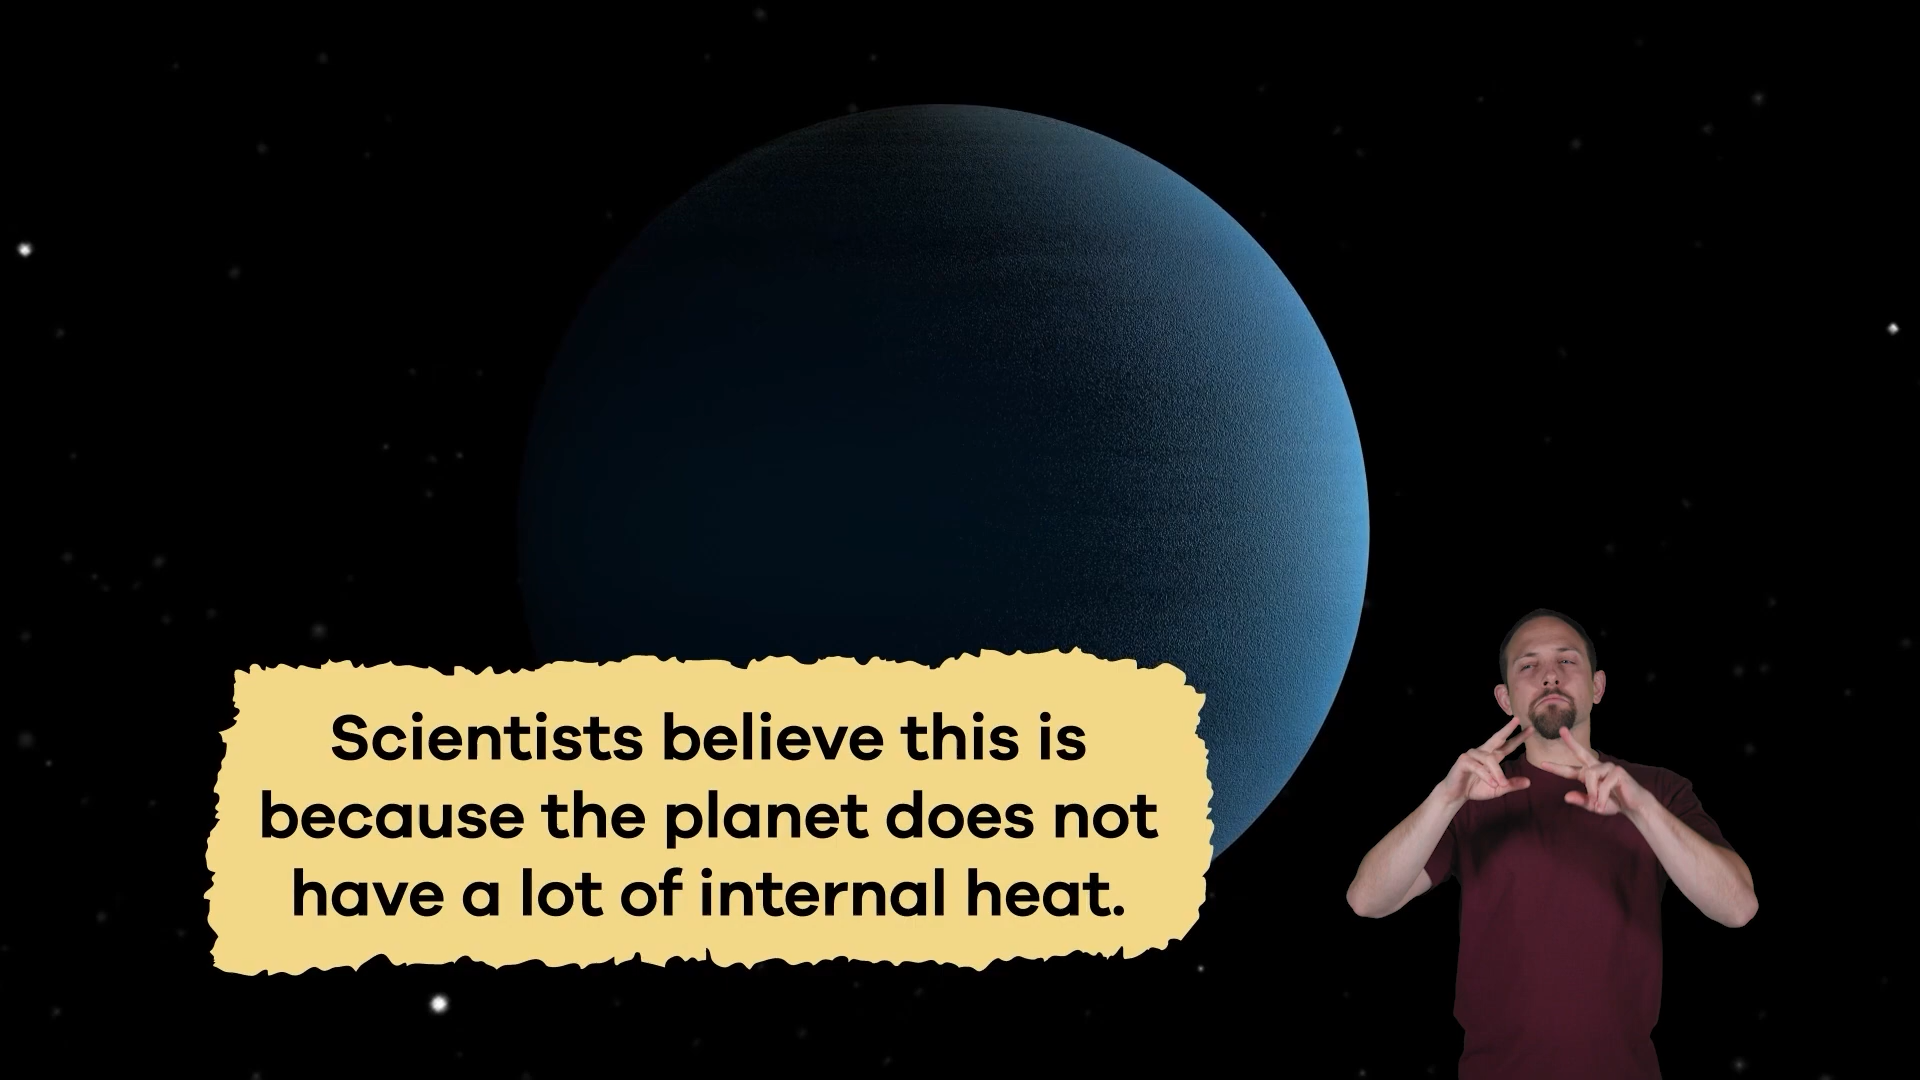 Scientists believe this is
because the planet does not
have a lot of internal heat.